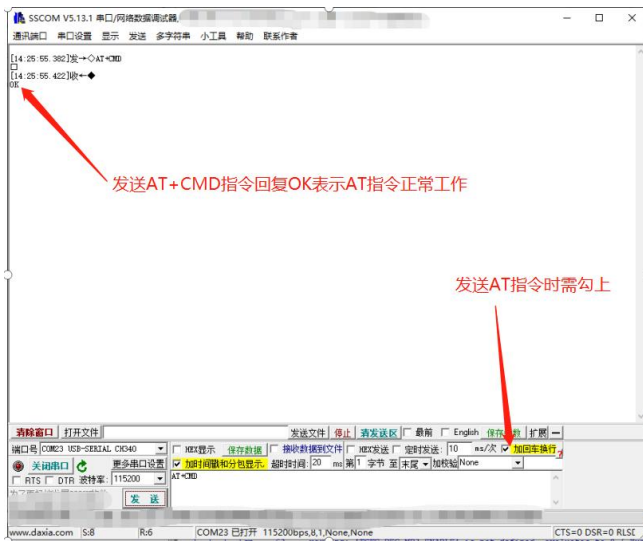 SSCOM V5.13.1 串口/网络数据调试器
通讯端口 串口设置 显示 发送 多字符串 小工具 帮助 联系作者
[14:25:55.382]发→◇AT+CMD
□
[14:25:55.422]收←◆
OK
发送AT+CMD指令回复OK表示AT指令正常工作
发送AT指令时需勾上
清除窗口 打开文件 发送文件 停止 清发送区 最前 English 保存参数 扩展 —
端口号 COM23 USB-SERIAL CH340 HEX显示 保存数据 接收数据到文件 HEX发送 定时发送: 10 ms/次 加回车换行
关闭串口 更多串口设置 加时间戳和分包显示. 超时时间: 20 ms 第 1 字节 至 末尾 加校验 None
RTS DTR 波特率: 115200 AT+CMD
发 送
www.daxia.com S:8 R:6 COM23 已打开 115200bps,8,1,None,None CTS=0 DSR=0 RLSD